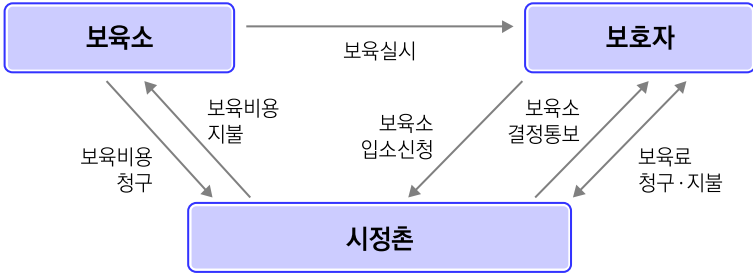 보육소
보호자
보육실시
보육비용
지불
보육소
입소신청
보육소
결정통보
보육비용
청구
보육료
청구·지불
시정촌